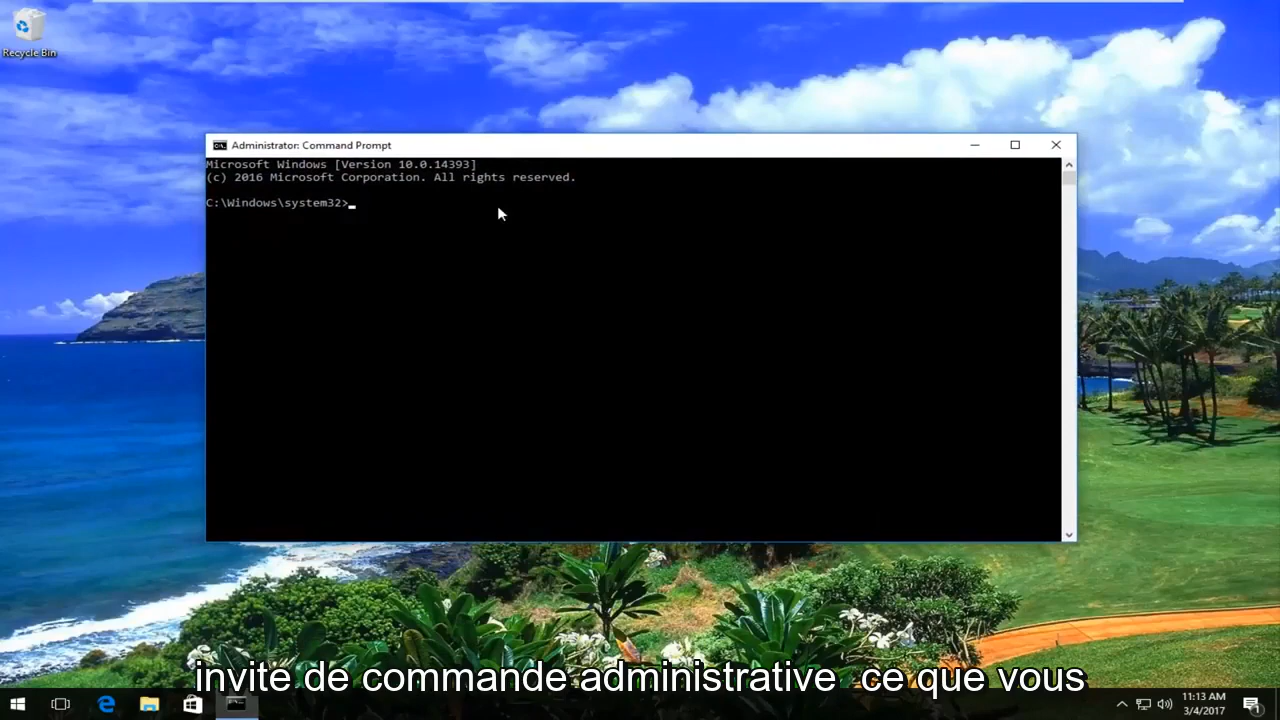 Recycle Bin
Administrator: Command Prompt
Microsoft Windows [Version 10.0.14393]
(c) 2016 Microsoft Corporation. All rights reserved.
C:\Windows\system32>
invite de commande administrative ce que vous
11:13 AM
3/4/2017
1